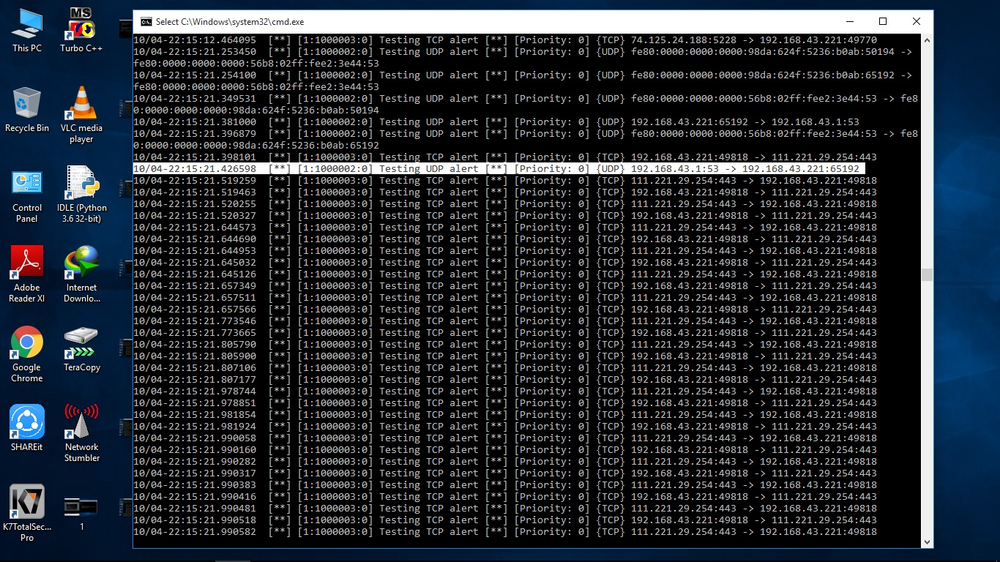 This PC
MS
DOS
Turbo C++
Recycle Bin
VLC media
player
Control
Panel
IDLE (Python
3.6 32-bit)
Adobe
Reader XI
Internet
Downlo...
Google
Chrome
TeraCopy
SHAREit
Network
Stumbler
K7
K7TotalSec...
Pro
1
Select C:\Windows\system32\cmd.exe
10/04-22:15:12.464095  [**] [1:1000003:0] Testing TCP alert [**] [Priority: 0] {TCP} 74.125.24.188:5228 -> 192.168.43.221:49770
10/04-22:15:21.253450  [**] [1:1000002:0] Testing UDP alert [**] [Priority: 0] {UDP} fe80:0000:0000:0000:98da:624f:5236:b0ab:50194 ->
fe80:0000:0000:0000:56b8:02ff:fee2:3e44:53
10/04-22:15:21.254100  [**] [1:1000002:0] Testing UDP alert [**] [Priority: 0] {UDP} fe80:0000:0000:0000:98da:624f:5236:b0ab:65192 ->
fe80:0000:0000:0000:56b8:02ff:fee2:3e44:53
10/04-22:15:21.349531  [**] [1:1000002:0] Testing UDP alert [**] [Priority: 0] {UDP} fe80:0000:0000:0000:56b8:02ff:fee2:3e44:53 -> fe8
0:0000:0000:0000:98da:624f:5236:b0ab:50194
10/04-22:15:21.381000  [**] [1:1000002:0] Testing UDP alert [**] [Priority: 0] {UDP} 192.168.43.221:65192 -> 192.168.43.1:53
10/04-22:15:21.396879  [**] [1:1000002:0] Testing UDP alert [**] [Priority: 0] {UDP} fe80:0000:0000:0000:56b8:02ff:fee2:3e44:53 -> fe8
0:0000:0000:0000:98da:624f:5236:b0ab:65192
10/04-22:15:21.398101  [**] [1:1000003:0] Testing TCP alert [**] [Priority: 0] {TCP} 192.168.43.221:49818 -> 111.221.29.254:443
10/04-22:15:21.426598  [**] [1:1000002:0] Testing UDP alert [**] [Priority: 0] {UDP} 192.168.43.1:53 -> 192.168.43.221:65192
10/04-22:15:21.519259  [**] [1:1000003:0] Testing TCP alert [**] [Priority: 0] {TCP} 111.221.29.254:443 -> 192.168.43.221:49818
10/04-22:15:21.519463  [**] [1:1000003:0] Testing TCP alert [**] [Priority: 0] {TCP} 192.168.43.221:49818 -> 111.221.29.254:443
10/04-22:15:21.520255  [**] [1:1000003:0] Testing TCP alert [**] [Priority: 0] {TCP} 111.221.29.254:443 -> 192.168.43.221:49818
10/04-22:15:21.520327  [**] [1:1000003:0] Testing TCP alert [**] [Priority: 0] {TCP} 192.168.43.221:49818 -> 111.221.29.254:443
10/04-22:15:21.644573  [**] [1:1000003:0] Testing TCP alert [**] [Priority: 0] {TCP} 111.221.29.254:443 -> 192.168.43.221:49818
10/04-22:15:21.644690  [**] [1:1000003:0] Testing TCP alert [**] [Priority: 0] {TCP} 192.168.43.221:49818 -> 111.221.29.254:443
10/04-22:15:21.644953  [**] [1:1000003:0] Testing TCP alert [**] [Priority: 0] {TCP} 111.221.29.254:443 -> 192.168.43.221:49818
10/04-22:15:21.645032  [**] [1:1000003:0] Testing TCP alert [**] [Priority: 0] {TCP} 192.168.43.221:49818 -> 111.221.29.254:443
10/04-22:15:21.645126  [**] [1:1000003:0] Testing TCP alert [**] [Priority: 0] {TCP} 111.221.29.254:443 -> 192.168.43.221:49818
10/04-22:15:21.657349  [**] [1:1000003:0] Testing TCP alert [**] [Priority: 0] {TCP} 192.168.43.221:49818 -> 111.221.29.254:443
10/04-22:15:21.657511  [**] [1:1000003:0] Testing TCP alert [**] [Priority: 0] {TCP} 111.221.29.254:443 -> 192.168.43.221:49818
10/04-22:15:21.657566  [**] [1:1000003:0] Testing TCP alert [**] [Priority: 0] {TCP} 192.168.43.221:49818 -> 111.221.29.254:443
10/04-22:15:21.773546  [**] [1:1000003:0] Testing TCP alert [**] [Priority: 0] {TCP} 111.221.29.254:443 -> 192.168.43.221:49818
10/04-22:15:21.773665  [**] [1:1000003:0] Testing TCP alert [**] [Priority: 0] {TCP} 192.168.43.221:49818 -> 111.221.29.254:443
10/04-22:15:21.805790  [**] [1:1000003:0] Testing TCP alert [**] [Priority: 0] {TCP} 111.221.29.254:443 -> 192.168.43.221:49818
10/04-22:15:21.805900  [**] [1:1000003:0] Testing TCP alert [**] [Priority: 0] {TCP} 192.168.43.221:49818 -> 111.221.29.254:443
10/04-22:15:21.807106  [**] [1:1000003:0] Testing TCP alert [**] [Priority: 0] {TCP} 111.221.29.254:443 -> 192.168.43.221:49818
10/04-22:15:21.807177  [**] [1:1000003:0] Testing TCP alert [**] [Priority: 0] {TCP} 192.168.43.221:49818 -> 111.221.29.254:443
10/04-22:15:21.978744  [**] [1:1000003:0] Testing TCP alert [**] [Priority: 0] {TCP} 111.221.29.254:443 -> 192.168.43.221:49818
10/04-22:15:21.978851  [**] [1:1000003:0] Testing TCP alert [**] [Priority: 0] {TCP} 192.168.43.221:49818 -> 111.221.29.254:443
10/04-22:15:21.981854  [**] [1:1000003:0] Testing TCP alert [**] [Priority: 0] {TCP} 111.221.29.254:443 -> 192.168.43.221:49818
10/04-22:15:21.981924  [**] [1:1000003:0] Testing TCP alert [**] [Priority: 0] {TCP} 192.168.43.221:49818 -> 111.221.29.254:443
10/04-22:15:21.990058  [**] [1:1000003:0] Testing TCP alert [**] [Priority: 0] {TCP} 111.221.29.254:443 -> 192.168.43.221:49818
10/04-22:15:21.990160  [**] [1:1000003:0] Testing TCP alert [**] [Priority: 0] {TCP} 192.168.43.221:49818 -> 111.221.29.254:443
10/04-22:15:21.990282  [**] [1:1000003:0] Testing TCP alert [**] [Priority: 0] {TCP} 111.221.29.254:443 -> 192.168.43.221:49818
10/04-22:15:21.990317  [**] [1:1000003:0] Testing TCP alert [**] [Priority: 0] {TCP} 192.168.43.221:49818 -> 111.221.29.254:443
10/04-22:15:21.990383  [**] [1:1000003:0] Testing TCP alert [**] [Priority: 0] {TCP} 111.221.29.254:443 -> 192.168.43.221:49818
10/04-22:15:21.990416  [**] [1:1000003:0] Testing TCP alert [**] [Priority: 0] {TCP} 192.168.43.221:49818 -> 111.221.29.254:443
10/04-22:15:21.990481  [**] [1:1000003:0] Testing TCP alert [**] [Priority: 0] {TCP} 111.221.29.254:443 -> 192.168.43.221:49818
10/04-22:15:21.990518  [**] [1:1000003:0] Testing TCP alert [**] [Priority: 0] {TCP} 192.168.43.221:49818 -> 111.221.29.254:443
10/04-22:15:21.990582  [**] [1:1000003:0] Testing TCP alert [**] [Priority: 0] {TCP} 111.221.29.254:443 -> 192.168.43.221:49818